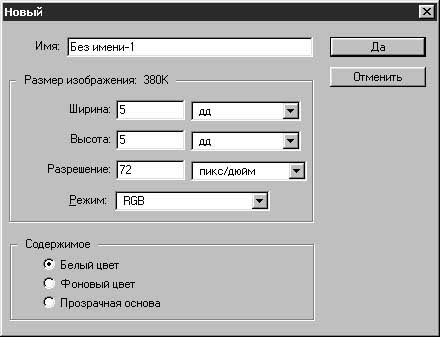 Новый
Имя: Без имени-1
Да
Отменить
Размер изображения: 380K
Ширина: 5 дд
Высота: 5 дд
Разрешение: 72 пикс/дюйм
Режим: RGB
Содержимое
Белый цвет
Фоновый цвет
Прозрачная основа